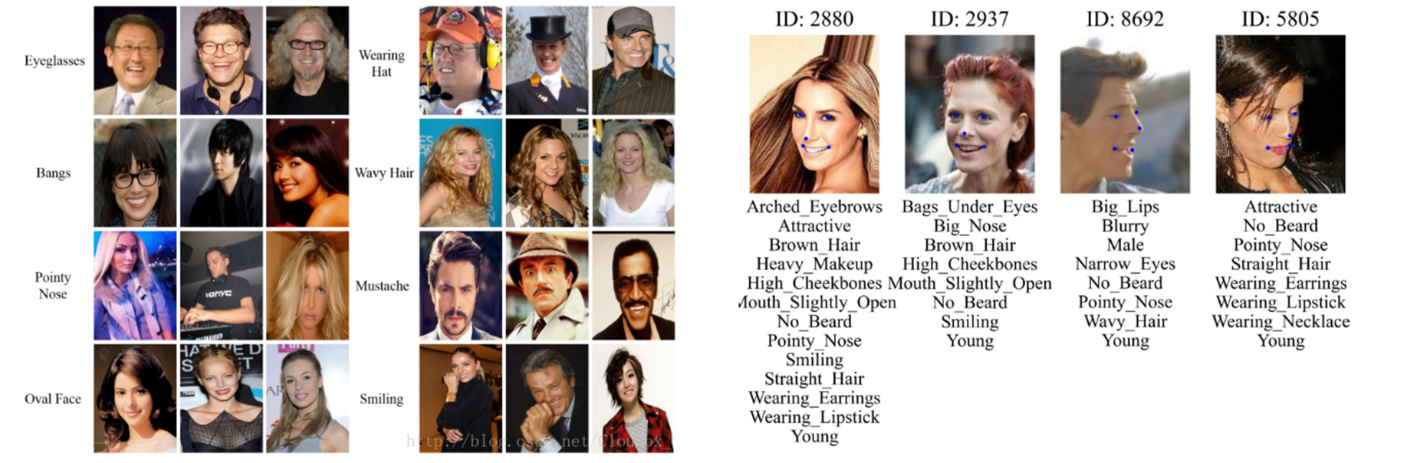 Eyeglasses
Wearing
Hat
Bangs
Wavy Hair
Pointy
Nose
Mustache
Oval Face
Smiling
ID: 2880
Arched_Eyebrows
Attractive
Brown_Hair
Heavy_Makeup
High_Cheekbones
Mouth_Slightly_Open
No_Beard
Pointy_Nose
Smiling
Straight_Hair
Wearing_Earrings
Wearing_Lipstick
Young
ID: 2937
Bags_Under_Eyes
Big_Nose
Brown_Hair
High_Cheekbones
Mouth_Slightly_Open
No_Beard
Smiling
Young
ID: 8692
Big_Lips
Blurry
Male
Narrow_Eyes
No_Beard
Pointy_Nose
Wavy_Hair
Young
ID: 5805
Attractive
No_Beard
Pointy_Nose
Straight_Hair
Wearing_Earrings
Wearing_Lipstick
Wearing_Necklace
Young